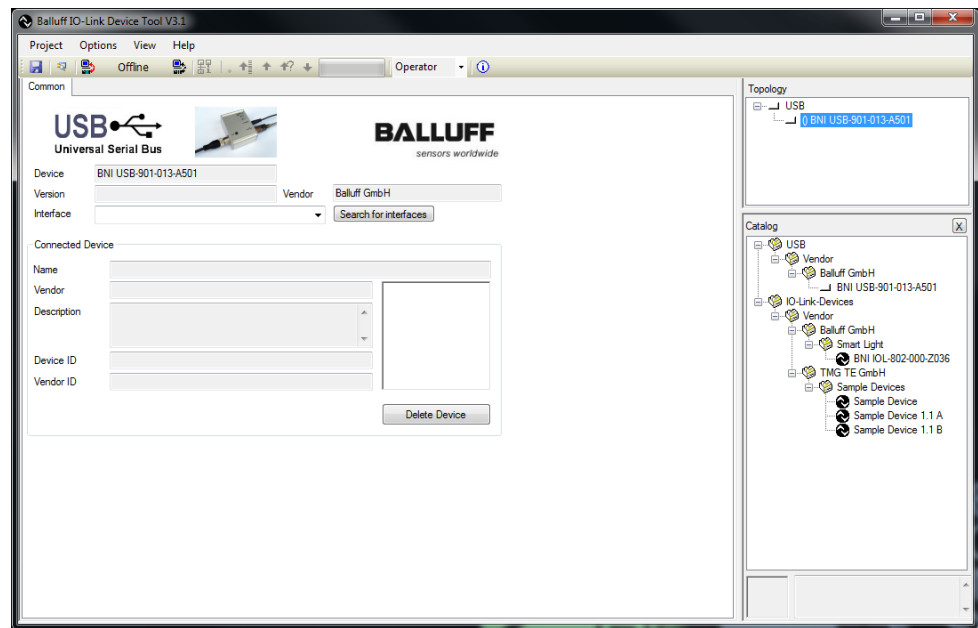 Balluff IO-Link Device Tool V3.1
Project Options View Help
Offline Operator
Common
USB
Universal Serial Bus
BALLUFF
sensors worldwide
Device BNI USB-901-013-A501
Version Vendor Balluff GmbH
Interface Search for interfaces
Connected Device
Name
Vendor
Description
Device ID
Vendor ID
Delete Device
Topology
USB
() BNI USB-901-013-A501
Catalog X
USB
Vendor
Balluff GmbH
BNI USB-901-013-A501
IO-Link-Devices
Vendor
Balluff GmbH
Smart Light
BNI IOL-802-000-Z036
TMG TE GmbH
Sample Devices
Sample Device
Sample Device 1.1 A
Sample Device 1.1 B